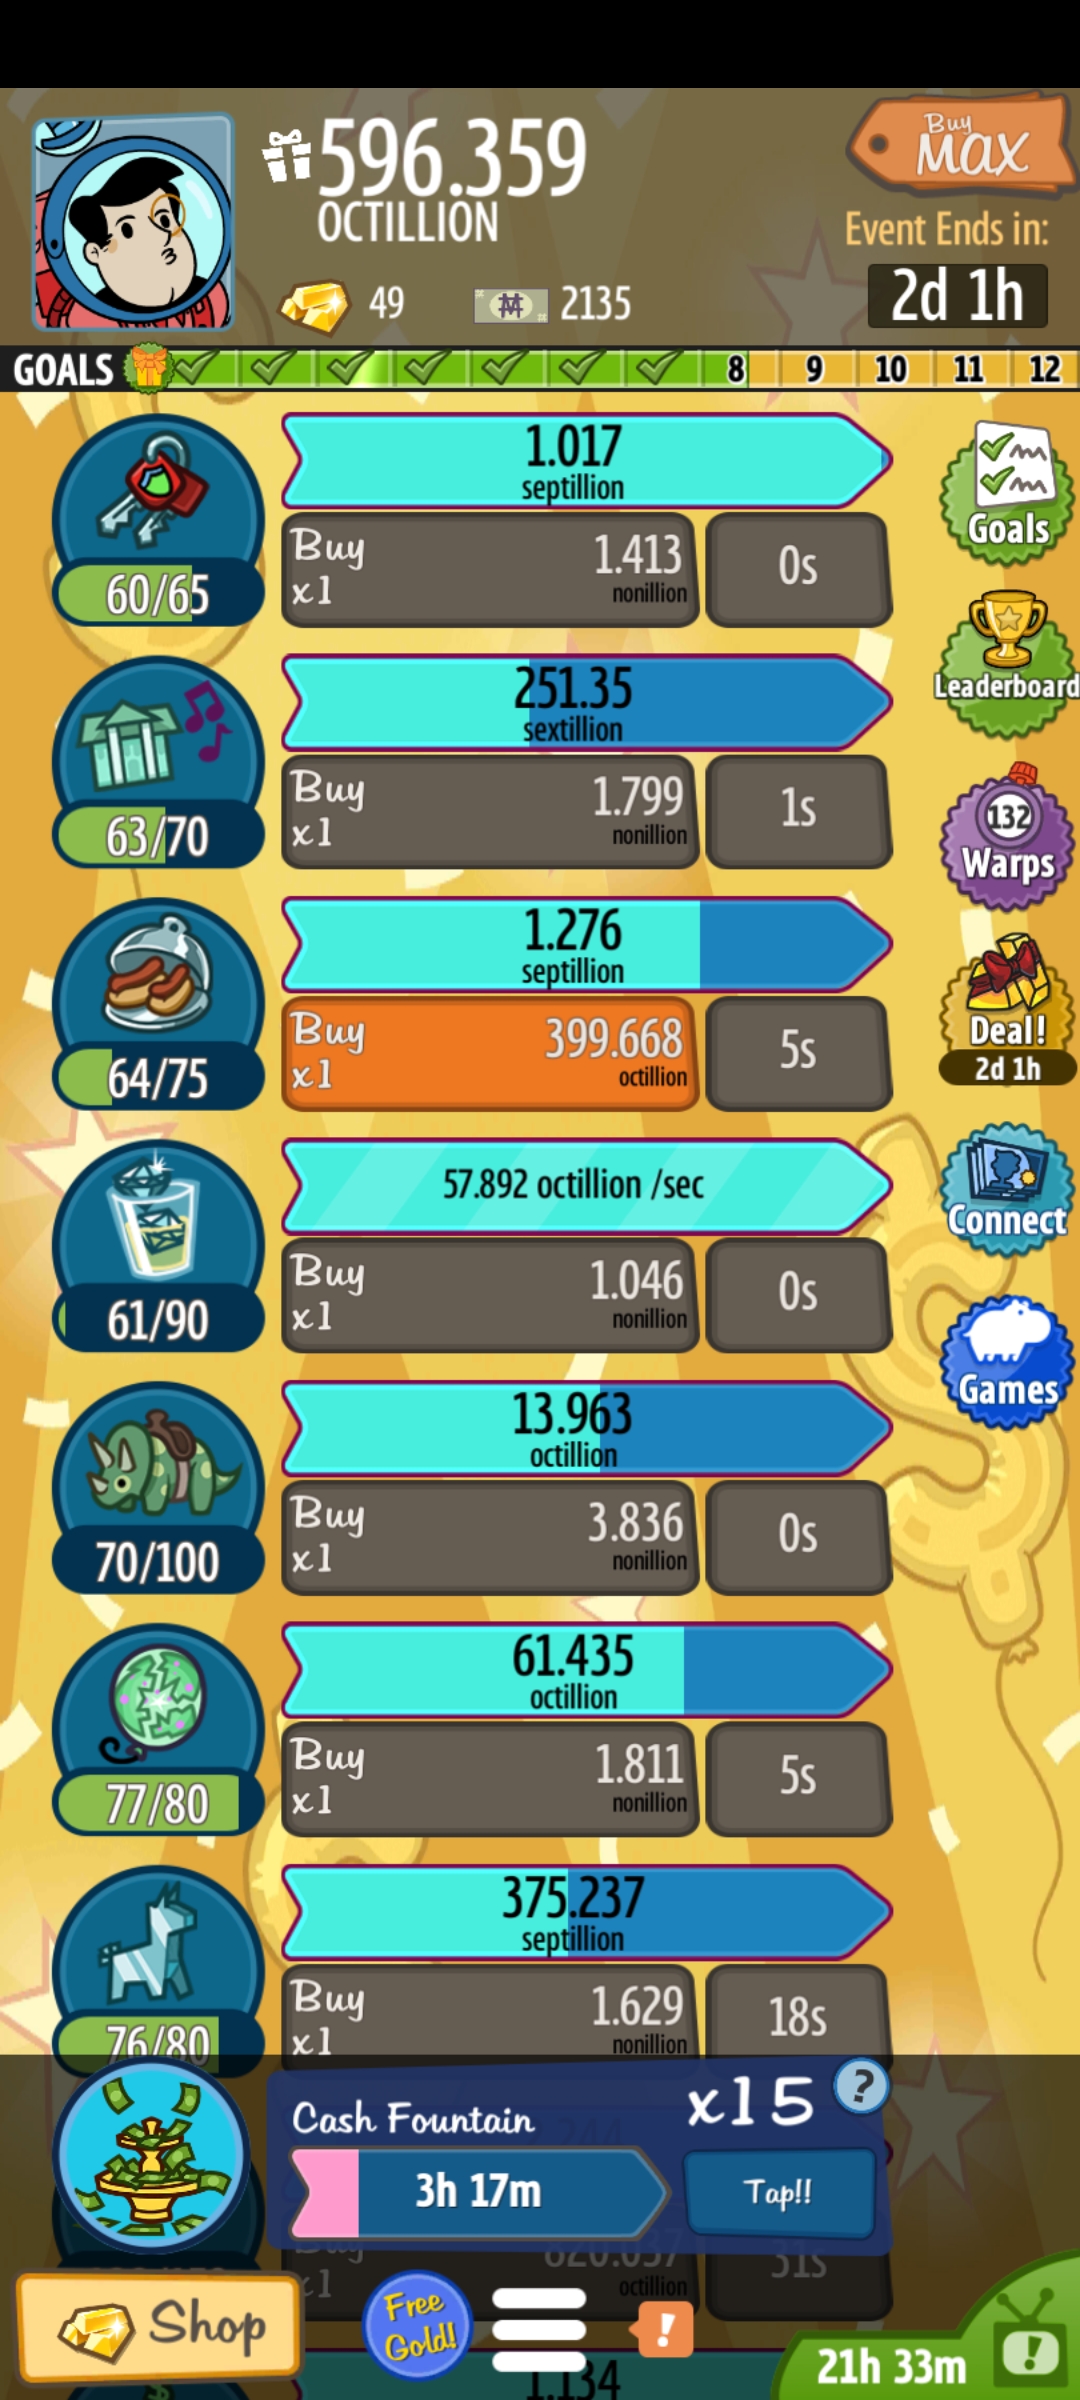 596.359
OCTILLION
Buy
MAX
Event Ends in:
2d 1h
49
2135
GOALS
8
9
10
11
12
1.017
septillion
Buy
x1
1.413
nonillion
0s
60/65
Goals
251.35
sextillion
Buy
x1
1.799
nonillion
1s
63/70
Leaderboard
132
Warps
1.276
septillion
Buy
x1
399.668
octillion
5s
64/75
Deal!
2d 1h
57.892 octillion /sec
Buy
x1
1.046
nonillion
0s
61/90
Connect
Games
13.963
octillion
Buy
x1
3.836
nonillion
0s
70/100
61.435
octillion
Buy
x1
1.811
nonillion
5s
77/80
375.237
septillion
Buy
x1
1.629
nonillion
18s
76/80
Cash Fountain
x15
?
3h 17m
Tap!!
Buy
x1
820.037
octillion
31s
Shop
Free
Gold!
!
21h 33m
!
1.134